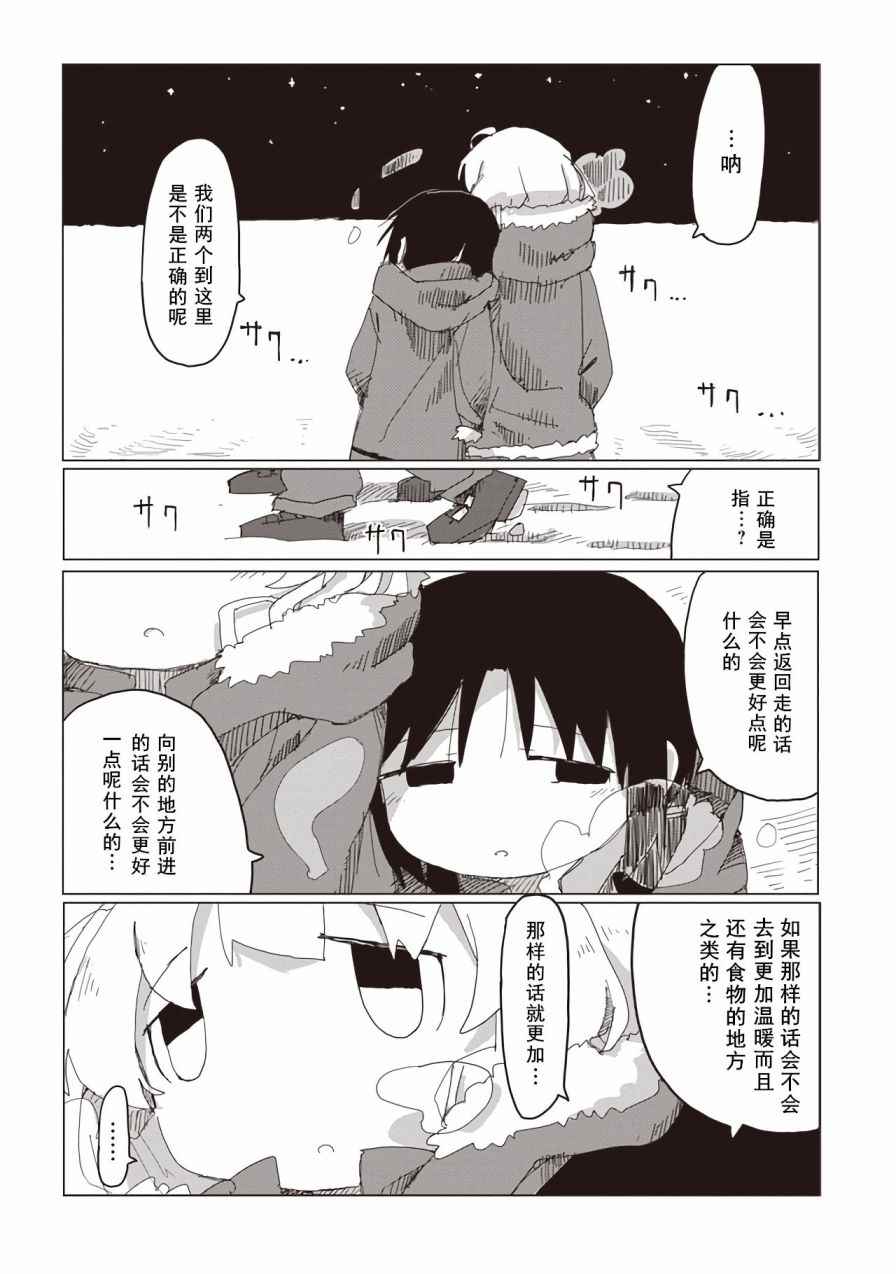 …呐
我们两个到这里
是不是正确的呢
サク…
サク…
サク…
正确是
指…?
サク
サク
サク
早点返回走的话
会不会更好点呢
什么的
向别的地方前进
的话会不会更好
一点呢什么的…
如果那样的话会不会
去到更加温暖而且
还有食物的地方
之类的…
那样的话就更加…
……